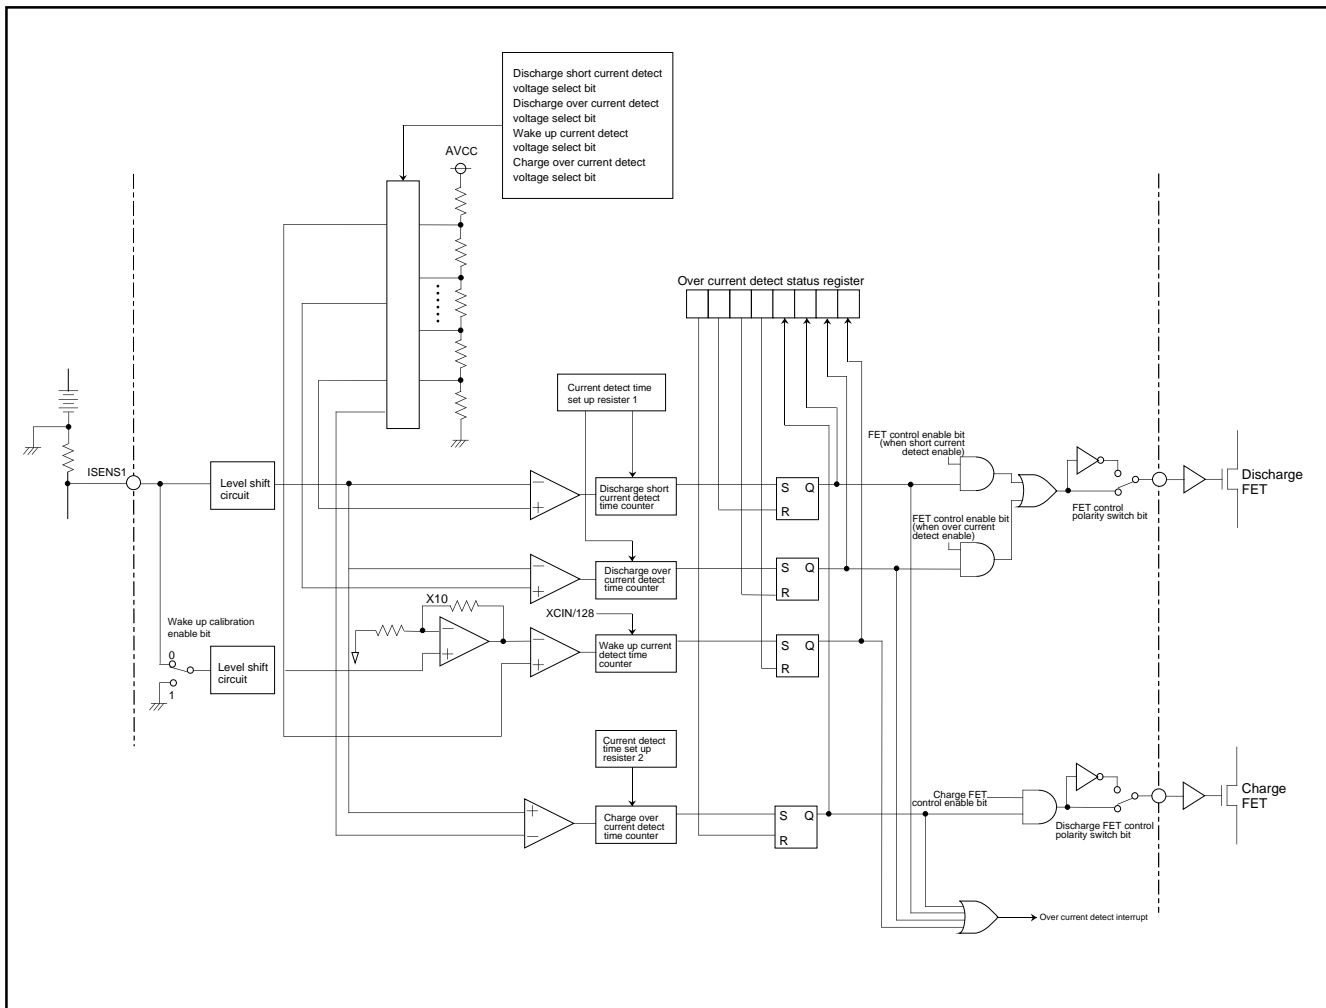 Discharge short current detect
voltage select bit
Discharge over current detect
voltage select bit
Wake up current detect
voltage select bit
Charge over current detect
voltage select bit
AVCC
Over current detect status register
Current detect time
set up resister 1
ISENS1
Level shift
circuit
Discharge short
current detect
time counter
S Q
R
FET control enable bit
(when short current
detect enable)
FET control
polarity switch bit
Discharge
FET
FET control enable bit
(when over current
detect enable)
Discharge over
current detect
time counter
S Q
R
X10
XCIN/128
Wake up calibration
enable bit
0
1
Level shift
circuit
Wake up current
detect time
counter
S Q
R
Current detect
time set up
resister 2
Charge over
current detect
time counter
S Q
R
Charge FET
control enable bit
Discharge FET control
polarity switch bit
Charge
FET
Over current detect interrupt
− +
− +
− +
− +
+ −